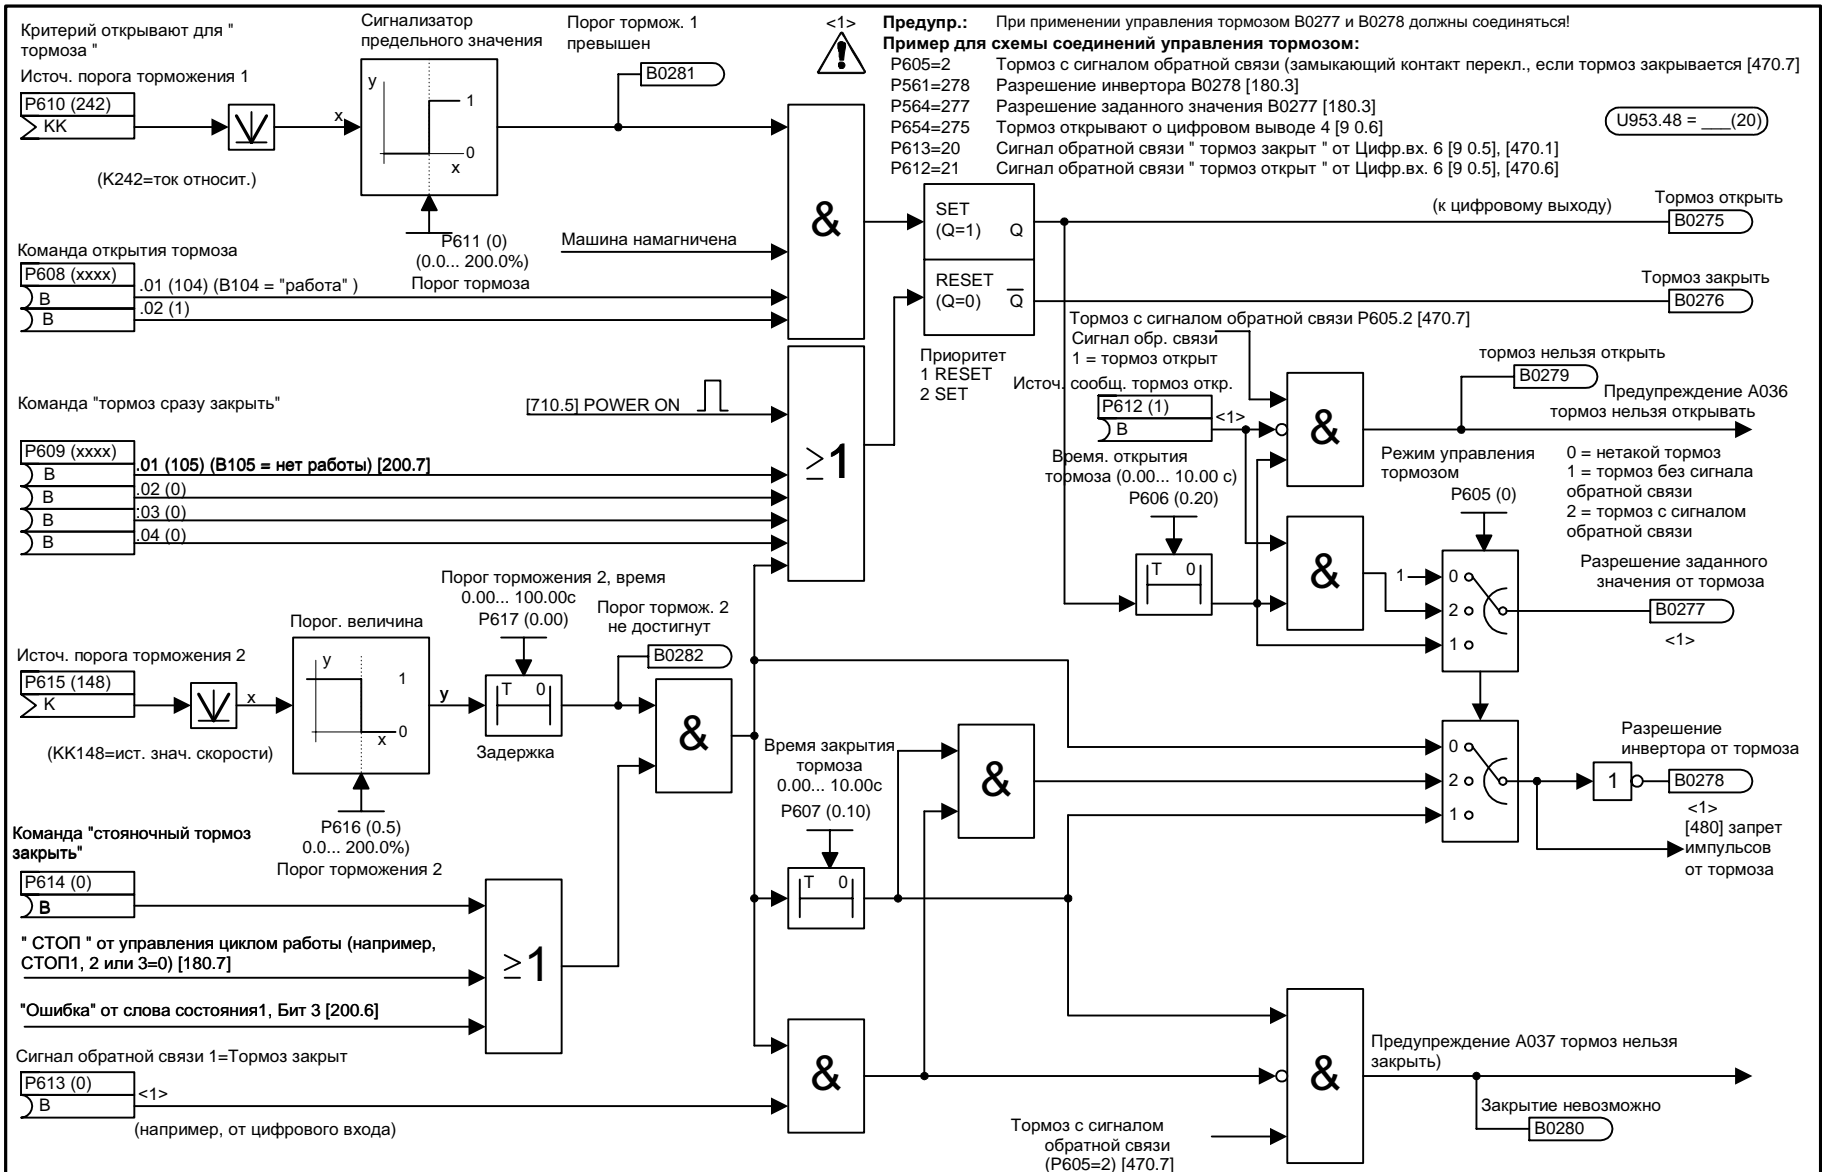 Критерий открывают для "
тормоза "
Источ. порога торможения 1
P610 (242)
KK
(K242=ток относит.)
Сигнализатор
предельного значения
y
1
0
x
x
P611 (0)
(0.0... 200.0%)
Порог тормоза
Порог тормож. 1
превышен
B0281
<1>
Предупр.: При применении управления тормозом B0277 и B0278 должны соединяться!
Пример для схемы соединений управления тормозом:
P605=2 Тормоз с сигналом обратной связи (замыкающий контакт перекл., если тормоз закрывается [470.7]
P561=278 Разрешение инвертора B0278 [180.3]
P564=277 Разрешение заданного значения B0277 [180.3]
P654=275 Тормоз открывают о цифровом выводе 4 [9 0.6]
P613=20 Сигнал обратной связи " тормоз закрыт " от Цифр.вх. 6 [9 0.5], [470.1]
P612=21 Сигнал обратной связи " тормоз открыт " от Цифр.вх. 6 [9 0.5], [470.6]
U953.48 = ___(20)
Команда открытия тормоза
P608 (xxxx)
B
B
.01 (104) (B104 = "работа" )
.02 (1)
Машина намагничена
&
SET
(Q=1) Q
RESET
(Q=0) Q
Приоритет
1 RESET
2 SET
(к цифровому выходу)
Тормоз открыть
B0275
Тормоз закрыть
B0276
Команда "тормоз сразу закрыть"
[710.5] POWER ON
P609 (xxxx)
B
B
B
B
.01 (105) (B105 = нет работы) [200.7]
.02 (0)
.03 (0)
.04 (0)
≥1
Тормоз с сигналом обратной связи P605.2 [470.7]
Сигнал обр. связи
1 = тормоз открыт
Источ. сообщ. тормоз откр.
P612 (1)
B
<1>
&
тормоз нельзя открыть
B0279
Предупреждение A036
тормоз нельзя открывать
Время. открытия
тормоза (0.00... 10.00 с)
P606 (0.20)
T 0
&
Режим управления
тормозом
P605 (0)
0 = нетакой тормоз
1 = тормоз без сигнала
обратной связи
2 = тормоз с сигналом
обратной связи
1
0
2
1
Разрешение заданного
значения от тормоза
B0277
<1>
Источ. порога торможения 2
P615 (148)
K
(KK148=ист. знач. скорости)
x
Порог. величина
y
1
0
x
y
P616 (0.5)
0.0... 200.0%)
Порог торможения 2
Порог торможения 2, время
0.00... 100.00с
P617 (0.00)
T 0
Задержка
Порог тормож. 2
не достигнут
B0282
&
Время закрытия
тормоза
0.00... 10.00с
P607 (0.10)
T 0
&
0
2
1
Разрешение
инвертора от тормоза
1
B0278
<1>
[480] запрет
импульсов
от тормоза
Команда "стояночный тормоз
закрыть"
P614 (0)
B
" СТОП " от управления циклом работы (например,
СТОП1, 2 или 3=0) [180.7]
"Ошибка" от слова состояния1, Бит 3 [200.6]
≥1
Сигнал обратной связи 1=Тормоз закрыт
P613 (0)
B
<1>
(например, от цифрового входа)
&
&
Тормоз с сигналом
обратной связи
(P605=2) [470.7]
Предупреждение A037 тормоз нельзя
закрыть)
Закрытие невозможно
B0280